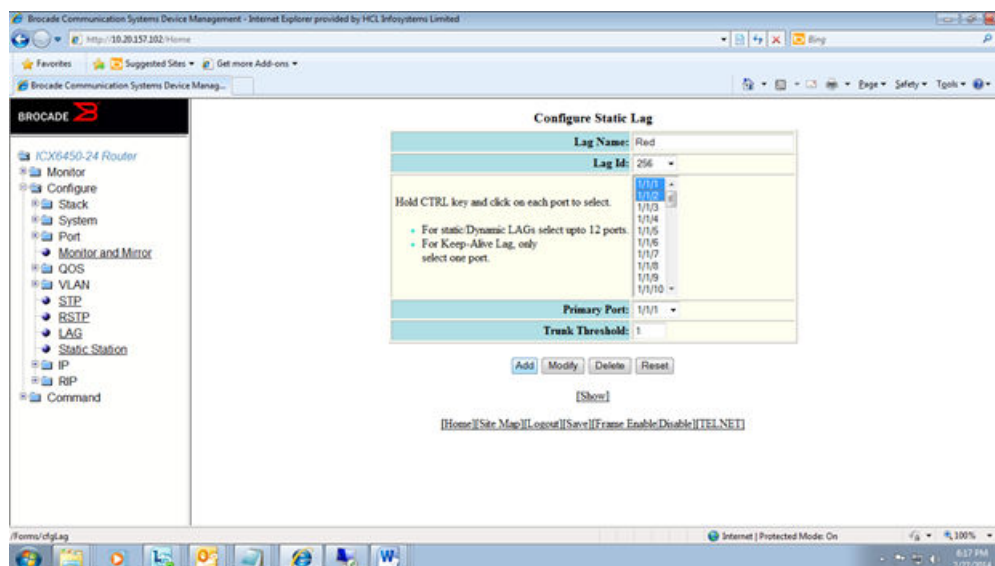 Brocade Communication Systems Device Management - Internet Explorer provided by HCL Infosystems Limited
http://10.20.157.102/Home
Bing
Favorites Suggested Sites Get more Add-ons
Brocade Communication Systems Device Manag...
Page Safety Tools
BROCADE
ICX6450-24 Router
Monitor
Configure
Stack
System
Port
Monitor and Mirror
QOS
VLAN
STP
RSTP
LAG
Static Station
IP
RIP
Command
Configure Static Lag
Lag Name: Red
Lag Id: 256
Hold CTRL key and click on each port to select.
For static/Dynamic LAGs select upto 12 ports.
For Keep-Alive Lag, only
select one port.
1/1/1
1/1/2
1/1/3
1/1/4
1/1/5
1/1/6
1/1/7
1/1/8
1/1/9
1/1/10
Primary Port: 1/1/1
Trunk Threshold: 1
Add Modify Delete Reset
[Show]
[Home][Site Map][Logout][Save][Frame Enable|Disable][TELNET]
/Forms/cfgLag
Internet | Protected Mode: On
100%
6:17 PM